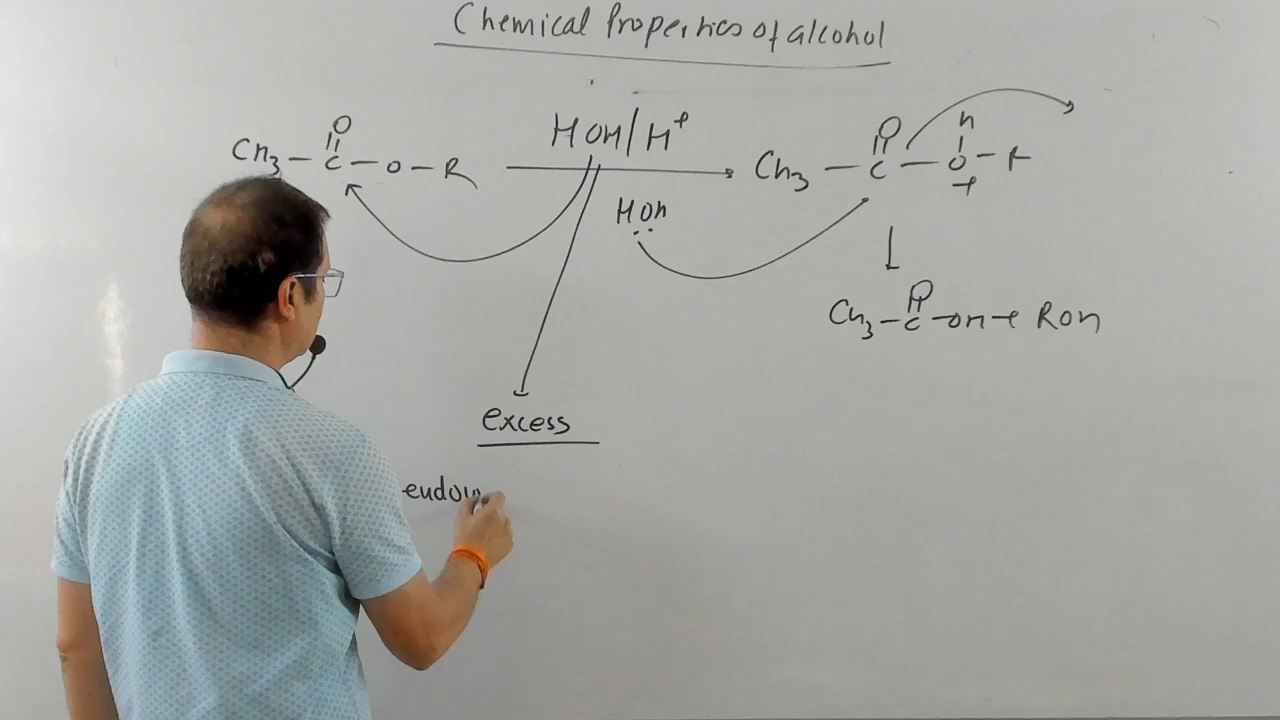 Chemical Properties of alcohol
O
CH3 — C — O — R
HOH/H+
HOH
O H
CH3 — C — O — R
+
O
CH3 — C — OH + ROH
excess